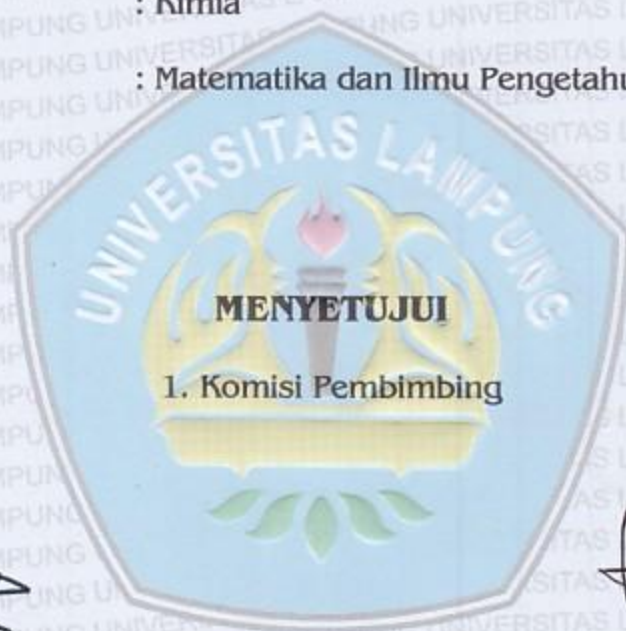 : Kimia
: Matematika dan Ilmu Pengetahu
UNIVERSITAS LAMPUNG
MENYETUJUI
1. Komisi Pembimbing